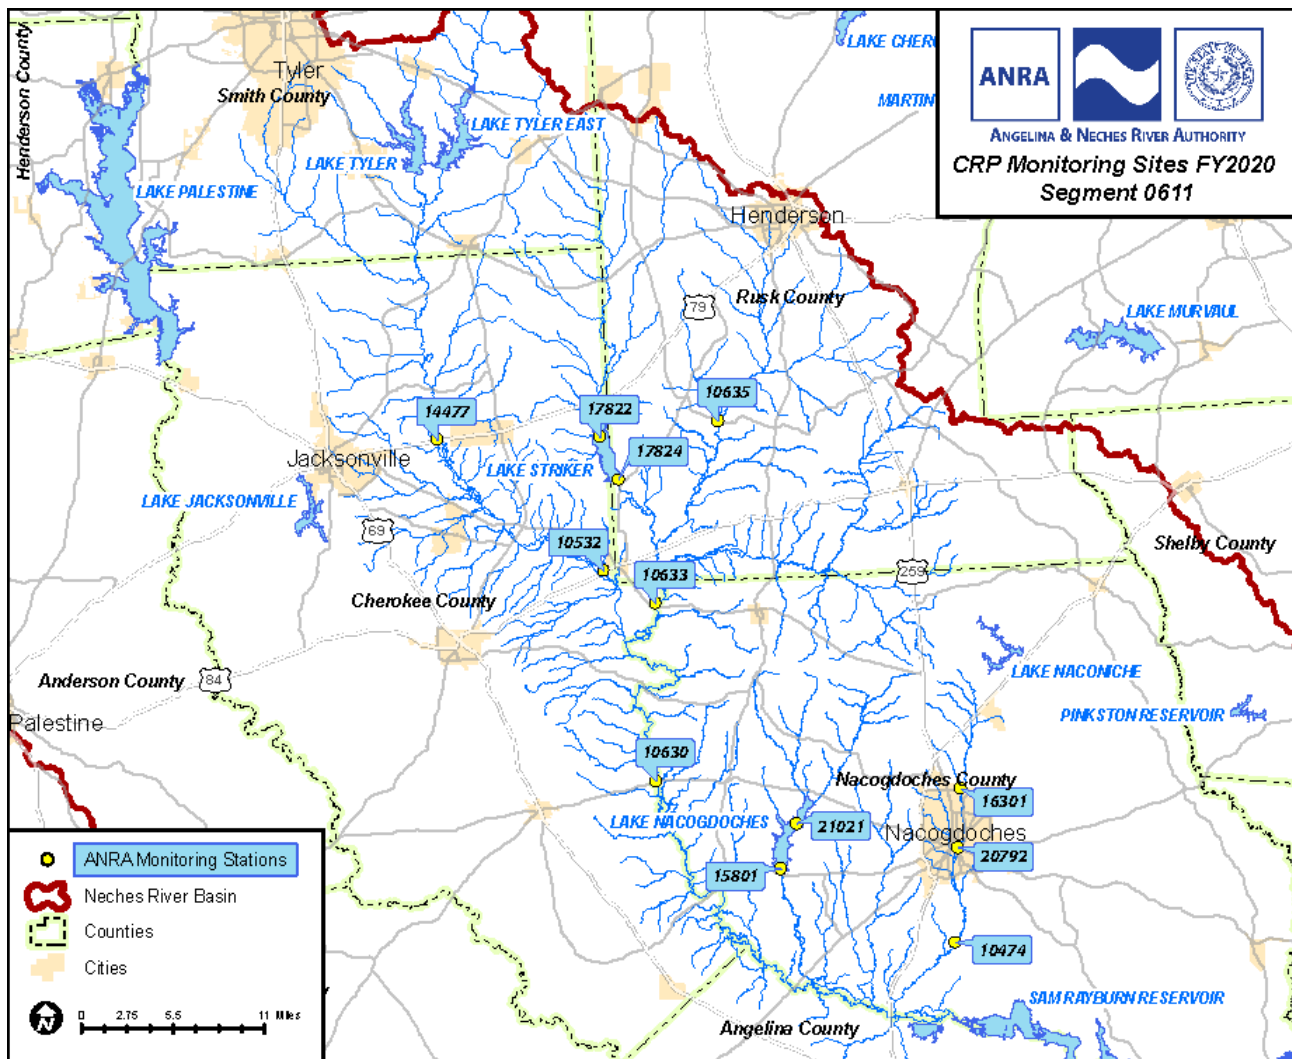 Henderson County
Tyler
Smith County
LAKE TYLER EAST
LAKE TYLER
LAKE PALESTINE
LAKE CHER
MARTIN
ANRA
THE STATE OF TEXAS
ANGELINA & NECHES RIVER AUTHORITY
CRP Monitoring Sites FY2020
Segment 0611
Henderson
Rusk County
79
LAKE MURVAUL
10635
14477
17822
17824
Jacksonville
LAKE STRIKER
LAKE JACKSONVILLE
69
10532
Shelby County
259
10633
Cherokee County
LAKE NACONICHE
Anderson County
84
Palestine
PINKSTON RESERVOIR
10630
Nacogdoches County
16301
LAKE NACOGDOCHES
21021
Nacogdoches
20792
15801
10474
SAM RAYBURN RESERVOIR
Angelina County
ANRA Monitoring Stations
Neches River Basin
Counties
Cities
N
0 2.75 5.5 11 Miles